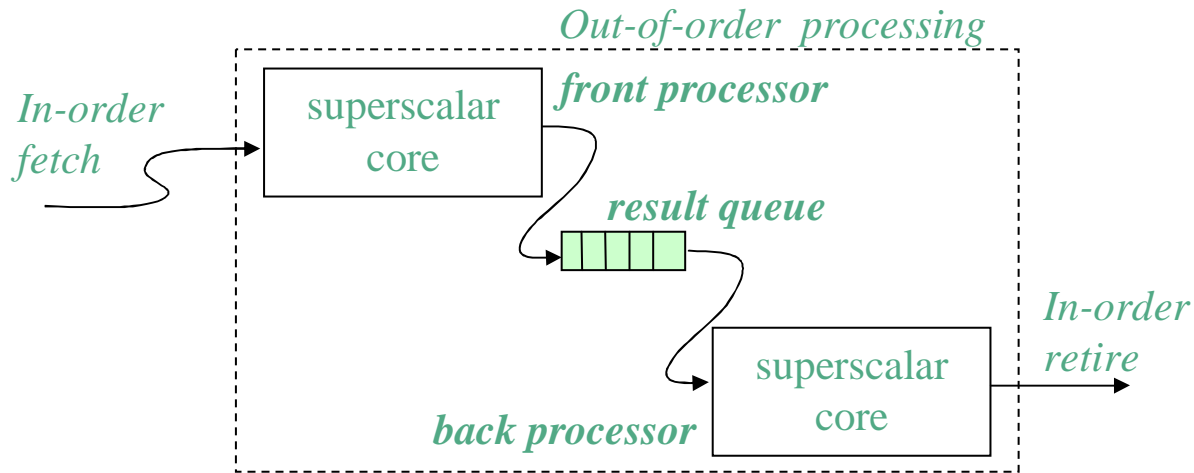 Out-of-order processing
In-order
fetch
superscalar
core
front processor
result queue
superscalar
core
back processor
In-order
retire